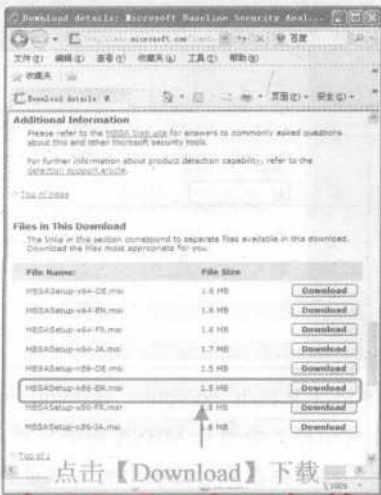 Download details: Microsoft Baseline Security Anal...
microsoft.com
百度
文件(F) 编辑(E) 查看(V) 收藏夹(A) 工具(T) 帮助(H)
收藏夹
Download details: M
页面(P) 安全(S)
Additional Information
Please refer to the MBSA Web site for answers to commonly asked questions
about this and other Microsoft security tools.
For further information about product detection capability, refer to the
detection support article.
Top of page
Files in This Download
The links in this section correspond to separate files available in this download.
Download the files most appropriate for you.
File Name: File Size
MBSASetup-x64-DE.msi 1.6 MB Download
MBSASetup-x64-EN.msi 1.6 MB Download
MBSASetup-x64-FR.msi 1.6 MB Download
MBSASetup-x64-JA.msi 1.7 MB Download
MBSASetup-x86-DE.msi 1.5 MB Download
MBSASetup-x86-EN.msi 1.5 MB Download
MBSASetup-x86-FR.msi MB Download
MBSASetup-x86-JA.msi MB Download
Top of
点击【Download】下载
100%